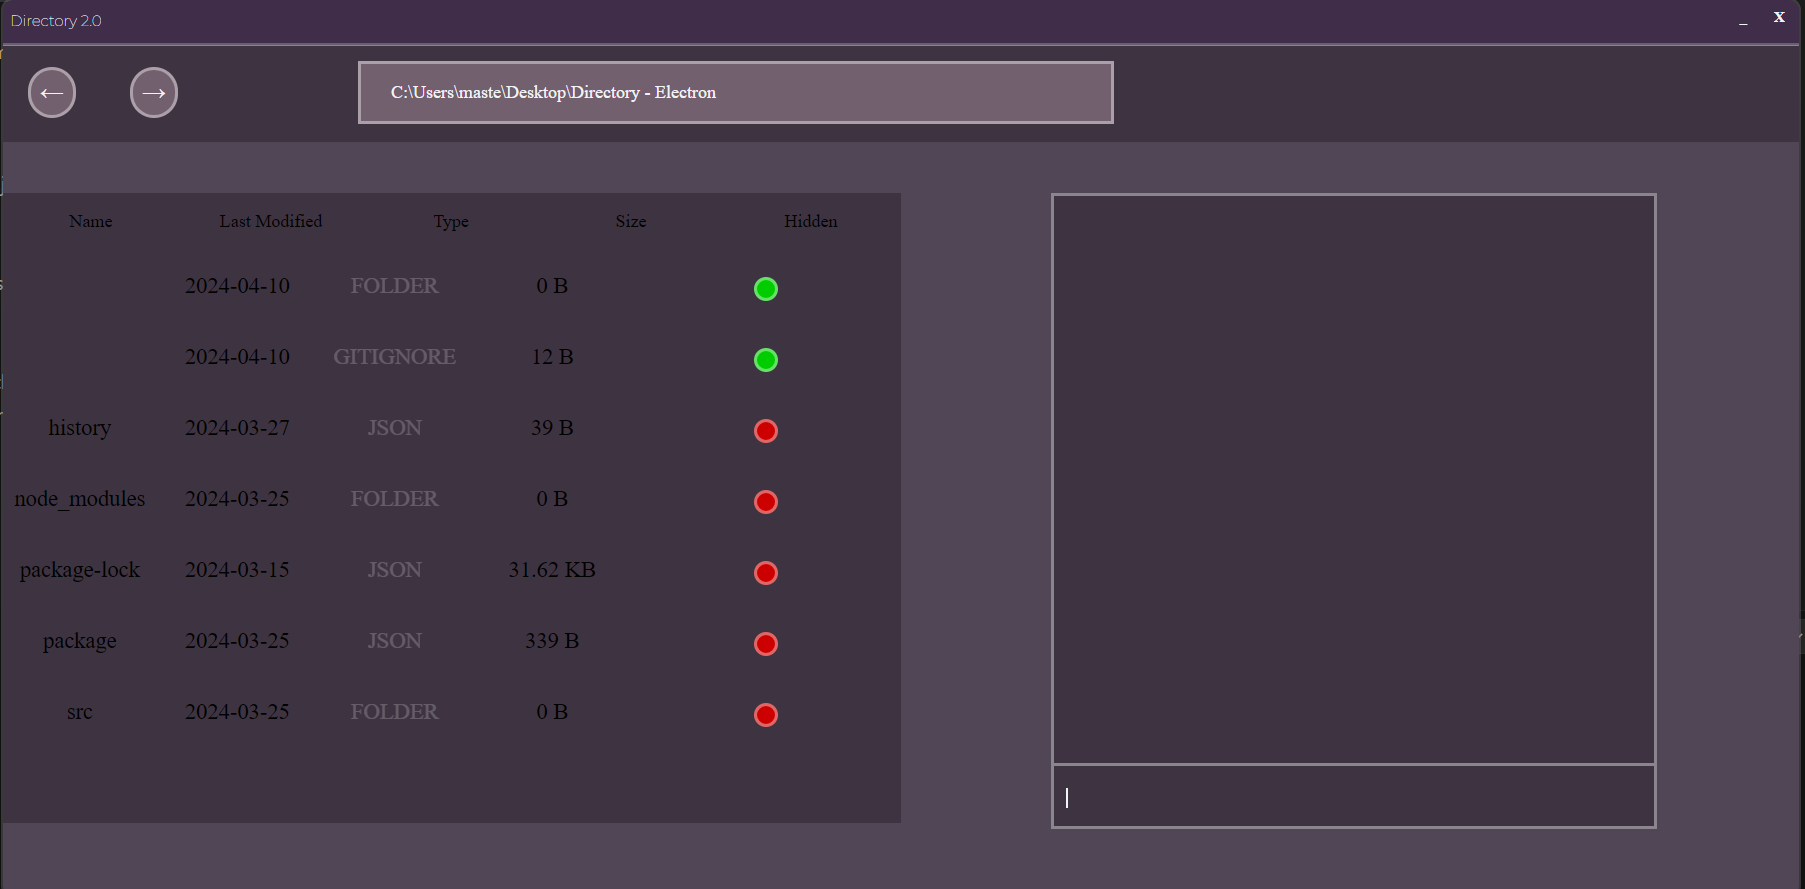 Directory 2.0 _ x
← →
C:\Users\maste\Desktop\Directory - Electron
Name Last Modified Type Size Hidden
2024-04-10 FOLDER 0 B
2024-04-10 GITIGNORE 12 B
history 2024-03-27 JSON 39 B
node_modules 2024-03-25 FOLDER 0 B
package-lock 2024-03-15 JSON 31.62 KB
package 2024-03-25 JSON 339 B
src 2024-03-25 FOLDER 0 B